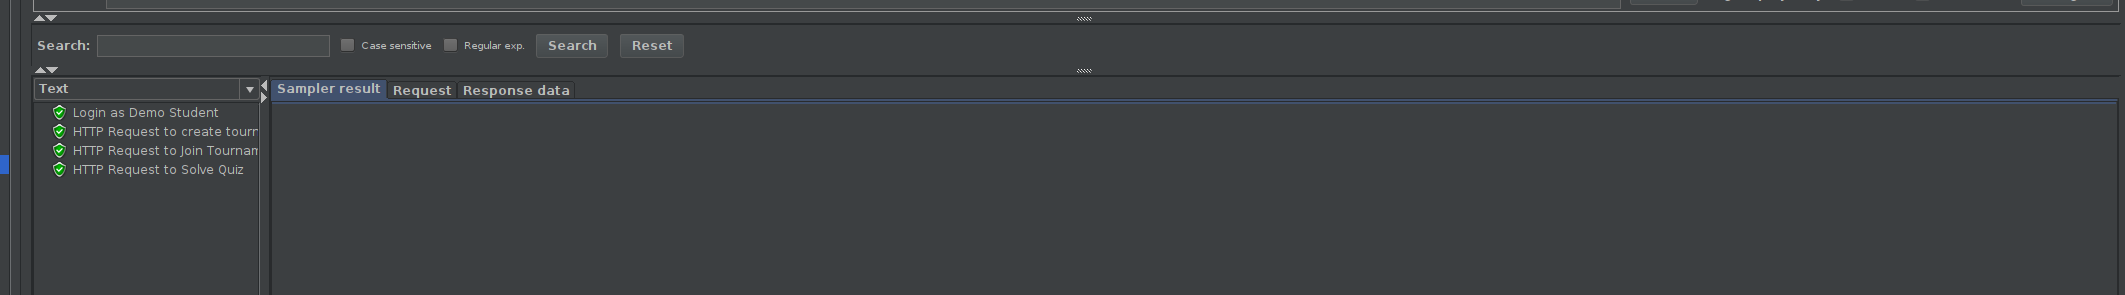 Search: Case sensitive Regular exp. Search Reset
Text Sampler result Request Response data
Login as Demo Student
HTTP Request to create tourn
HTTP Request to Join Tournam
HTTP Request to Solve Quiz